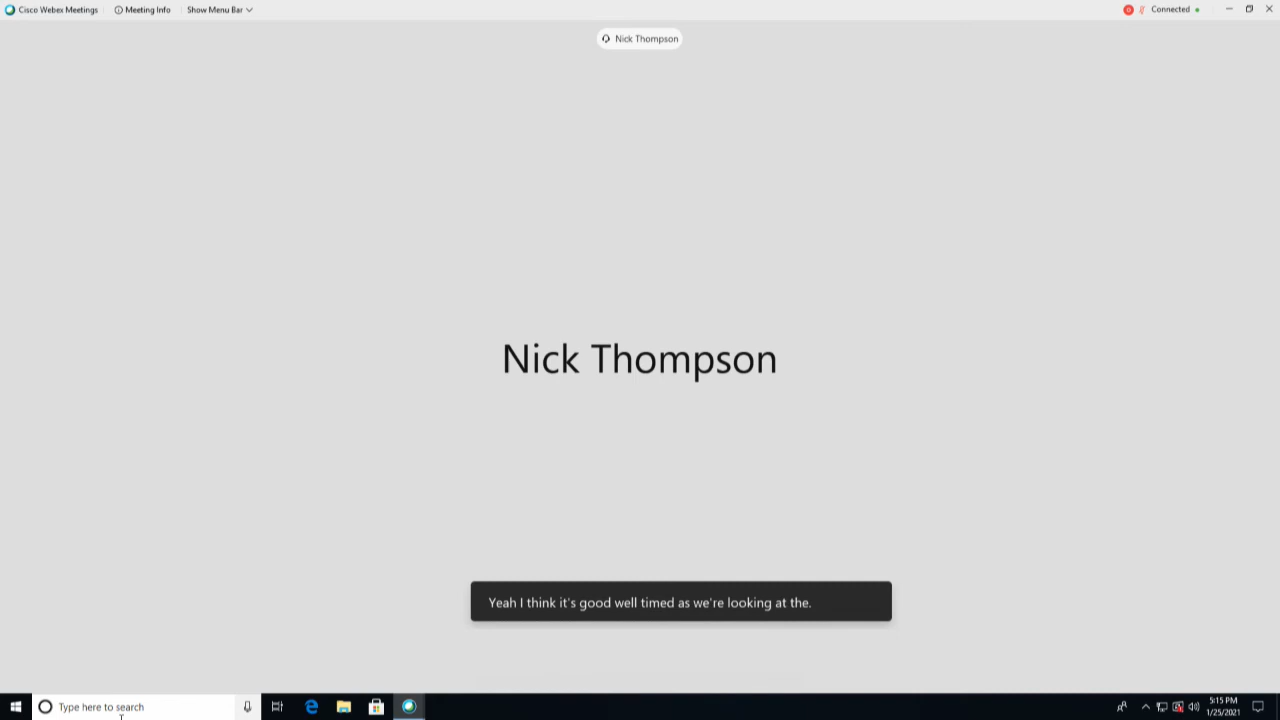 Cisco Webex Meetings Meeting Info Show Menu Bar Connected
Nick Thompson
Nick Thompson
Yeah I think it's good well timed as we're looking at the.
Type here to search
5:15 PM
1/25/2021